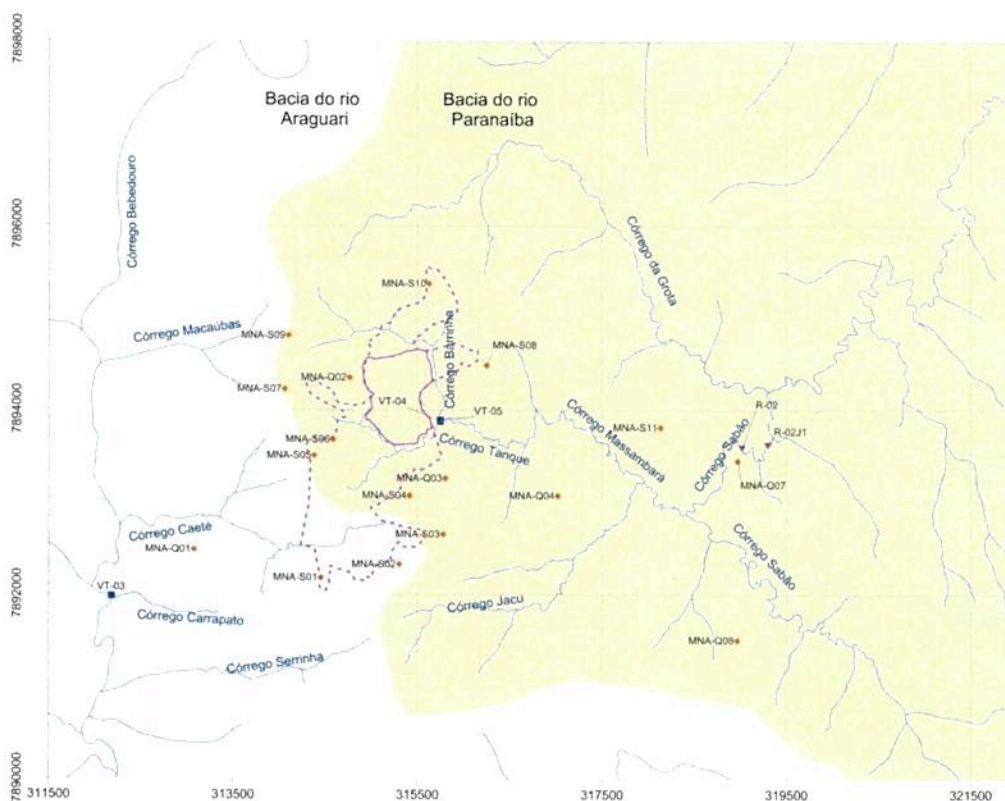 7898000
Bacia do rio
Araguari
Bacia do rio
Paranaíba
Córrego Bebedouro
7896000
Córrego da Grota
MNA-S10
Córrego Macaúbas
MNA-S09
Córrego Barrinha
MNA-S08
MNA-Q02
MNA-S07
7894000
VT-04
VT-05
R-02
R-02J1
MNA-S11
Córrego Massambará
Córrego Sabão
MNA-S06
MNA-S05
Córrego Tanque
MNA-Q03
MNA-S04
MNA-Q04
MNA-Q07
Córrego Caeté
MNA-S03
MNA-Q01
MNA-S02
MNA-S01
Córrego Sabão
VT-03
7892000
Córrego Carrapato
Córrego Jacu
MNA-Q08
Córrego Serrinha
7890000
311500
313500
315500
317500
319500
321500